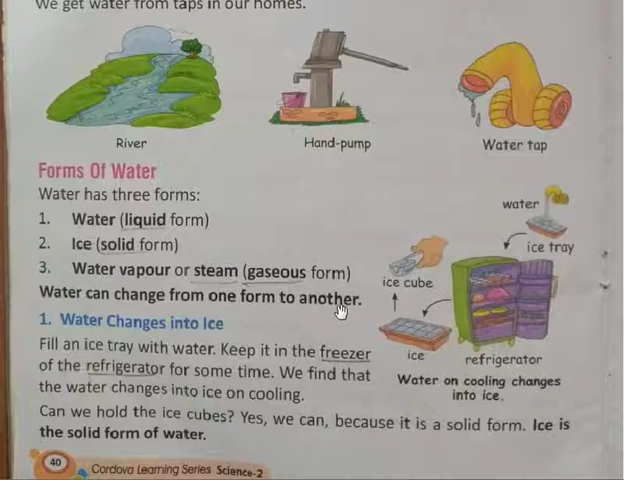 We get water from taps in our homes.
River
Hand-pump
Water tap
Forms Of Water
Water has three forms:
1. Water (liquid form)
2. Ice (solid form)
3. Water vapour or steam (gaseous form)
Water can change from one form to another.
water
ice tray
ice cube
ice
refrigerator
Water on cooling changes
into ice.
1. Water Changes into Ice
Fill an ice tray with water. Keep it in the freezer
of the refrigerator for some time. We find that
the water changes into ice on cooling.
Can we hold the ice cubes? Yes, we can, because it is a solid form. Ice is
the solid form of water.
40
Cordova Learning Series Science-2